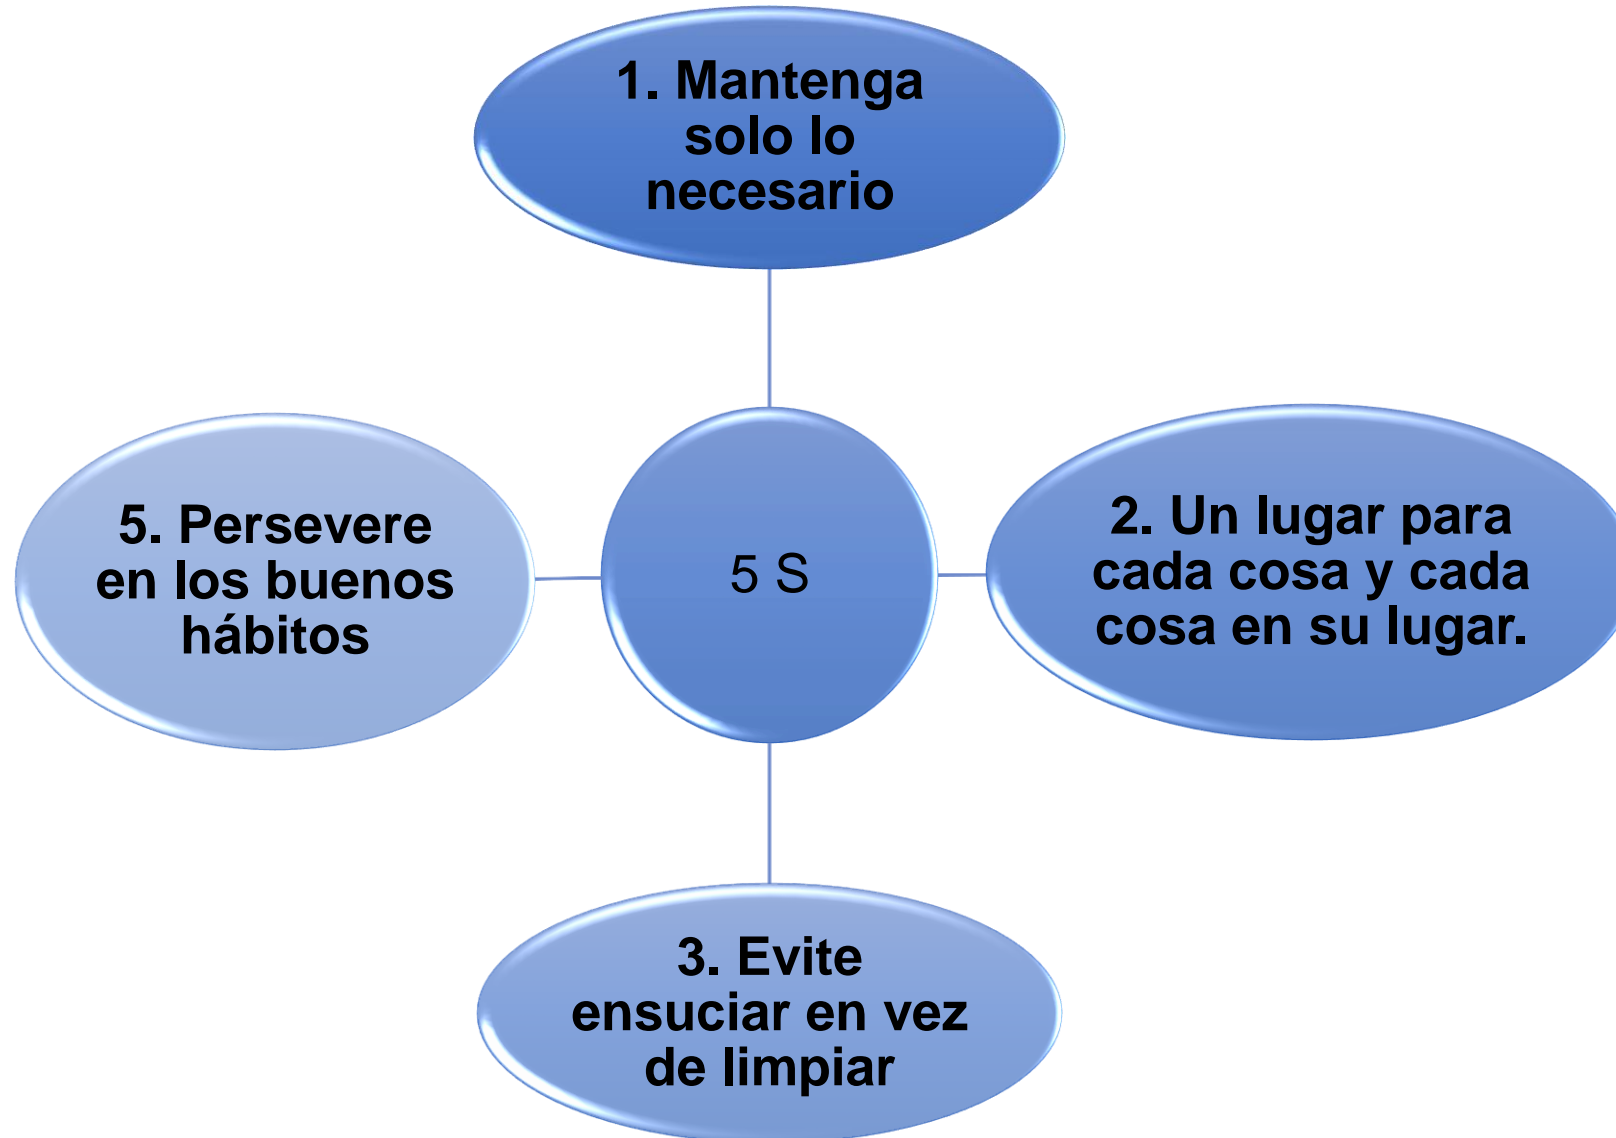 1. Mantenga
solo lo
necesario
5. Persevere
en los buenos
hábitos
5 S
2. Un lugar para
cada cosa y cada
cosa en su lugar.
3. Evite
ensuciar en vez
de limpiar